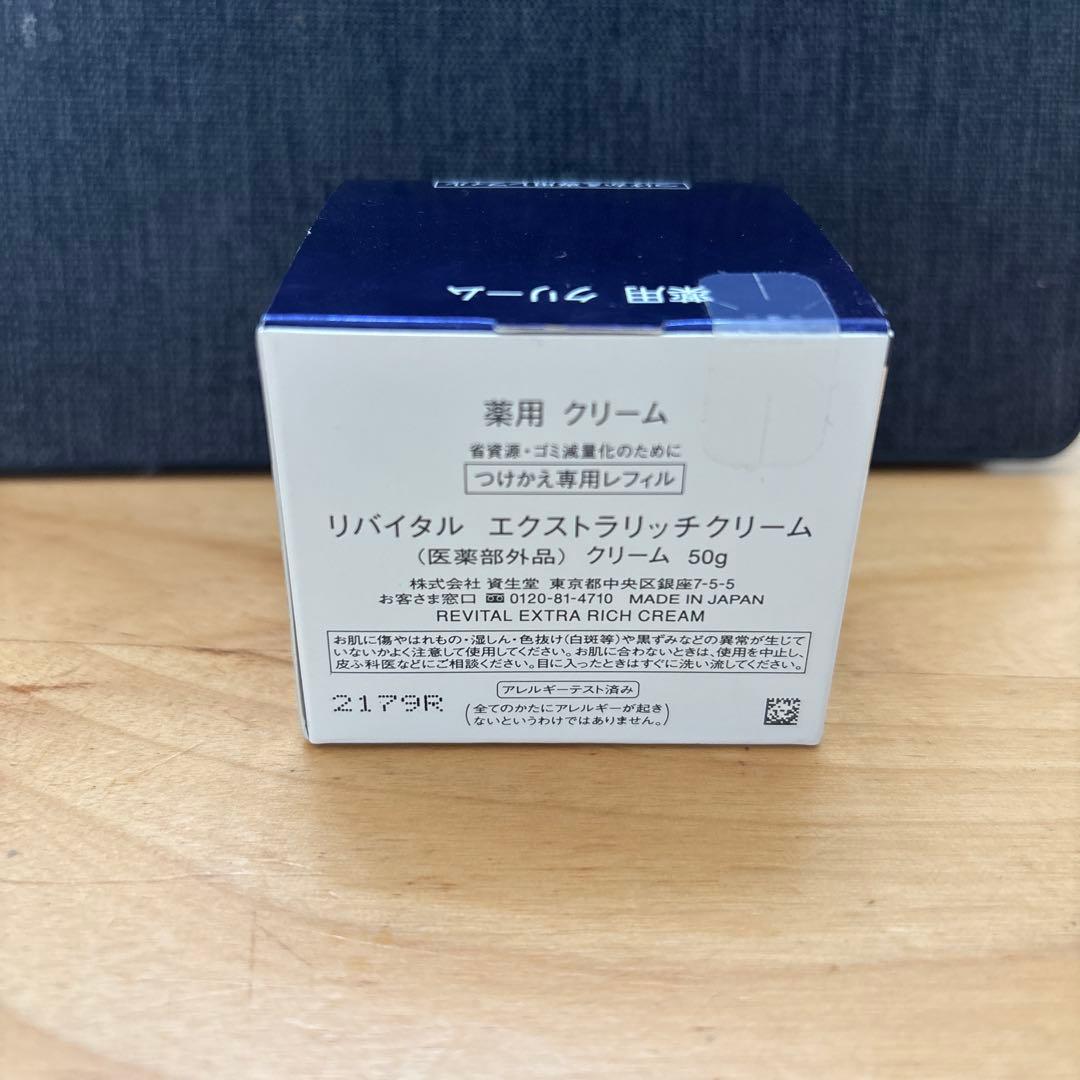 つけかえ専用レフィル
薬用 クリーム
薬用 クリーム
省資源・ゴミ減量化のために
つけかえ専用レフィル
リバイタル エクストラリッチクリーム
（医薬部外品） クリーム 50g
株式会社 資生堂 東京都中央区銀座7-5-5
お客さま窓口 0120-81-4710 MADE IN JAPAN
REVITAL EXTRA RICH CREAM
お肌に傷やはれもの・湿しん・色抜け(白斑等)や黒ずみなどの異常が生じて
いないかよく注意して使用してください。お肌に合わないときは、使用を中止し、
皮ふ科医などにご相談ください。目に入ったときはすぐに洗い流してください。
アレルギーテスト済み
2179R
(全てのかたにアレルギーが起き
ないというわけではありません。)